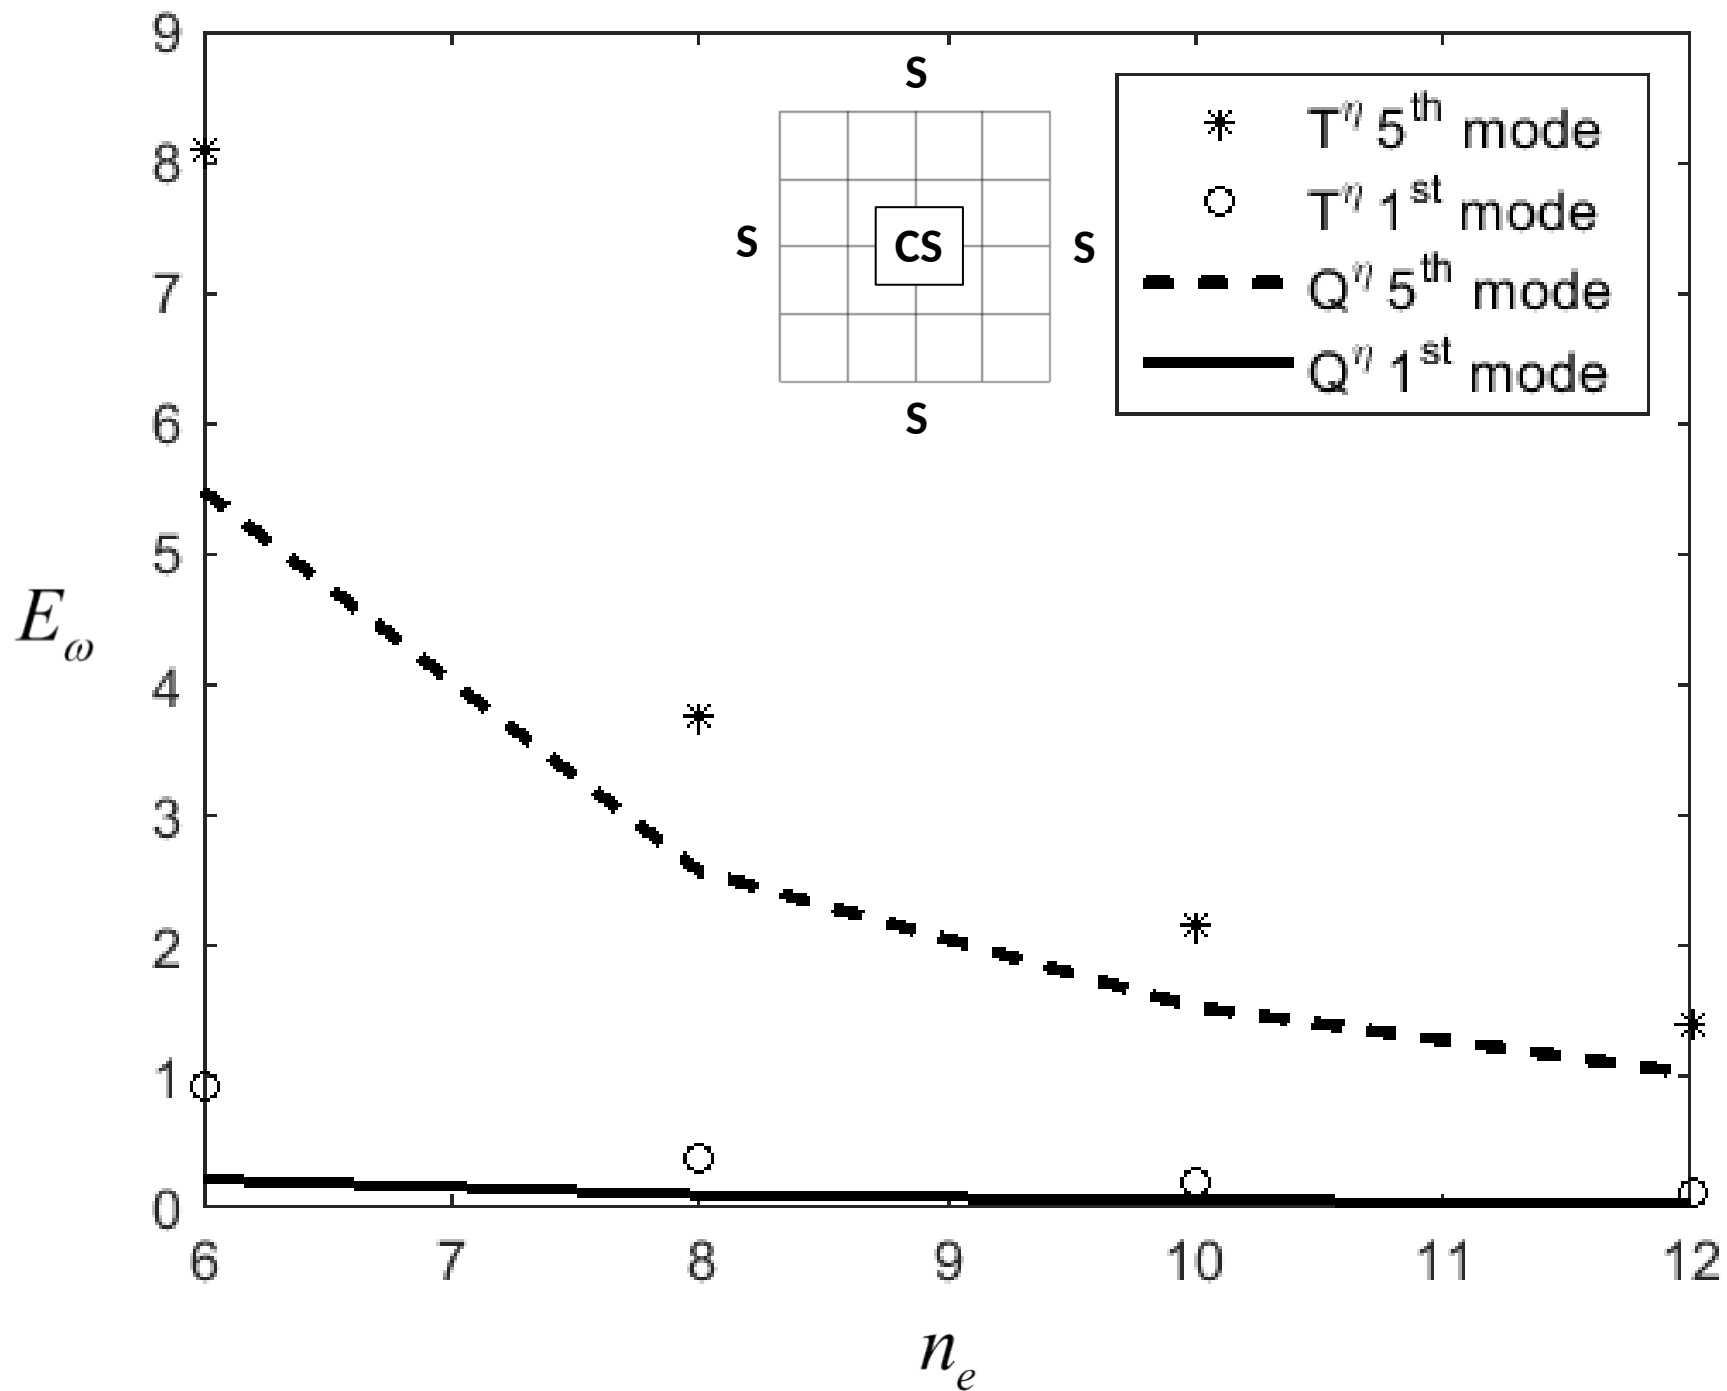 9
8
7
6
5
4
3
2
1
0
E_ω
S
S
CS
S
S
T^η 5^th mode
T^η 1^st mode
Q^η 5^th mode
Q^η 1^st mode
6 7 8 9 10 11 12
n_e